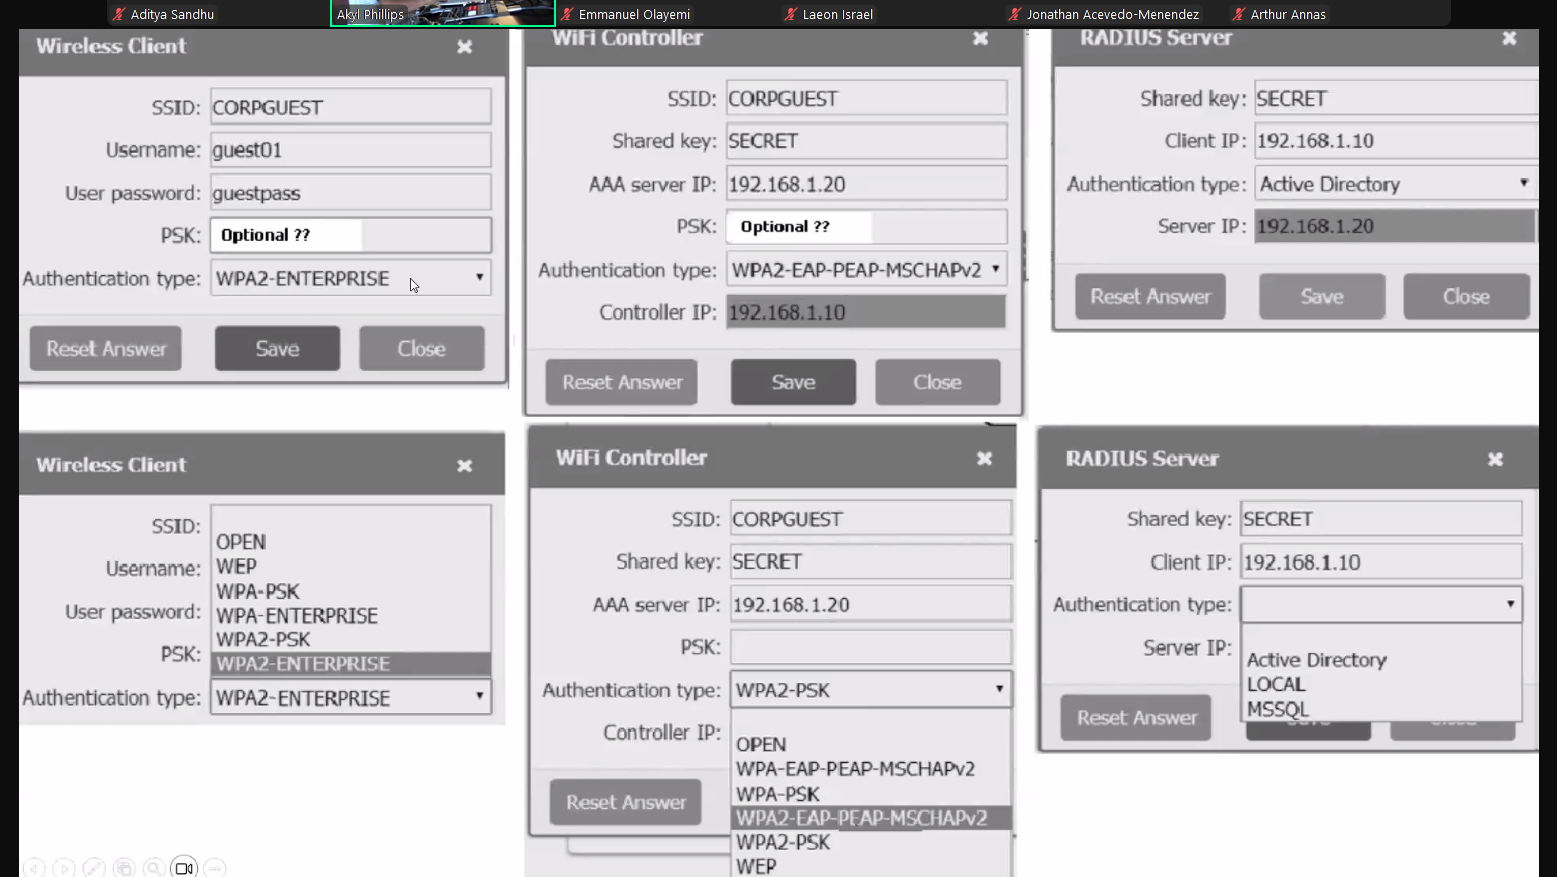 Aditya Sandhu
Akyl Phillips
Emmanuel Olayemi
Laeon Israel
Jonathan Acevedo-Menendez
Arthur Annas
Wireless Client
SSID: CORPGUEST
Username: guest01
User password: guestpass
PSK: Optional ??
Authentication type: WPA2-ENTERPRISE
Reset Answer Save Close
WiFi Controller
SSID: CORPGUEST
Shared key: SECRET
AAA server IP: 192.168.1.20
PSK: Optional ??
Authentication type: WPA2-EAP-PEAP-MSCHAPv2
Controller IP: 192.168.1.10
Reset Answer Save Close
RADIUS Server
Shared key: SECRET
Client IP: 192.168.1.10
Authentication type: Active Directory
Server IP: 192.168.1.20
Reset Answer Save Close
Wireless Client
SSID:
OPEN
Username: WEP
WPA-PSK
User password: WPA-ENTERPRISE
WPA2-PSK
PSK: WPA2-ENTERPRISE
Authentication type: WPA2-ENTERPRISE
WiFi Controller
SSID: CORPGUEST
Shared key: SECRET
AAA server IP: 192.168.1.20
PSK:
Authentication type: WPA2-PSK
Controller IP:
OPEN
WPA-EAP-PEAP-MSCHAPv2
WPA-PSK
Reset Answer
WPA2-EAP-PEAP-MSCHAPv2
WPA2-PSK
WEP
RADIUS Server
Shared key: SECRET
Client IP: 192.168.1.10
Authentication type:
Server IP:
Active Directory
LOCAL
MSSQL
Reset Answer